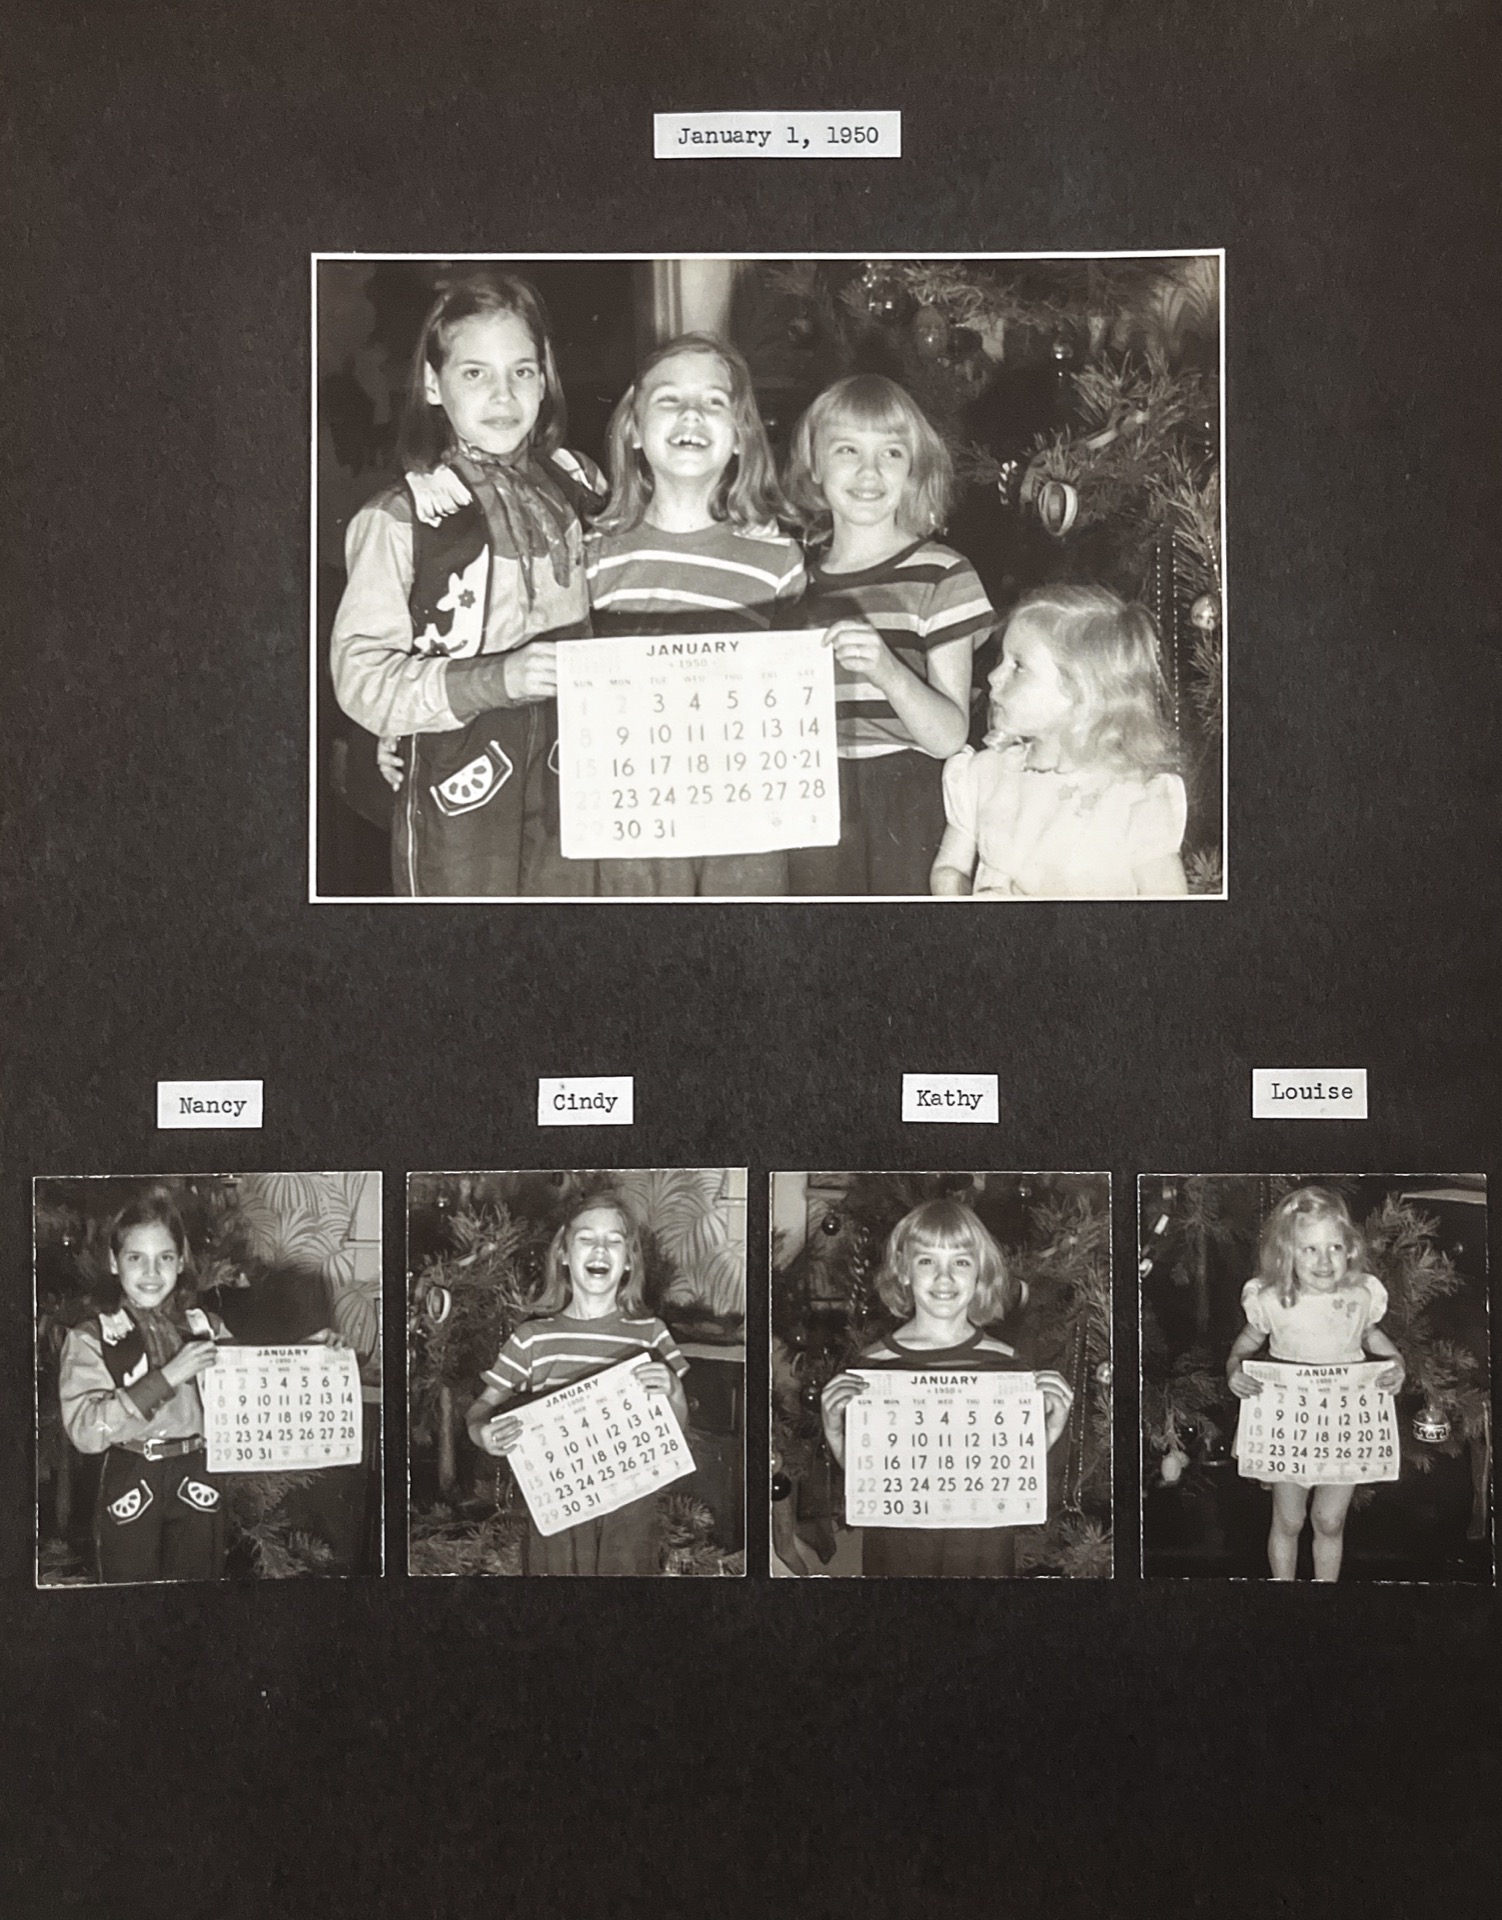 January 1, 1950
JANUARY
1950
SUN MON TUE WED THU FRI SAT
1 2 3 4 5 6 7
8 9 10 11 12 13 14
15 16 17 18 19 20 21
22 23 24 25 26 27 28
29 30 31
Nancy
Cindy
Kathy
Louise
JANUARY
1950
SUN MON TUE WED THU FRI SAT
1 2 3 4 5 6 7
8 9 10 11 12 13 14
15 16 17 18 19 20 21
22 23 24 25 26 27 28
29 30 31
JANUARY
1950
MON TUE WED THU FRI
1 2 3 4 5 6 7
8 9 10 11 12 13 14
15 16 17 18 19 20 21
22 23 24 25 26 27 28
29 30 31
JANUARY
1950
SUN MON TUE WED THU FRI SAT
1 2 3 4 5 6 7
8 9 10 11 12 13 14
15 16 17 18 19 20 21
22 23 24 25 26 27 28
29 30 31
JANUARY
1950
MON TUE WED THU FRI SAT
2 3 4 5 6 7
8 9 10 11 12 13 14
15 16 17 18 19 20 21
22 23 24 25 26 27 28
29 30 31